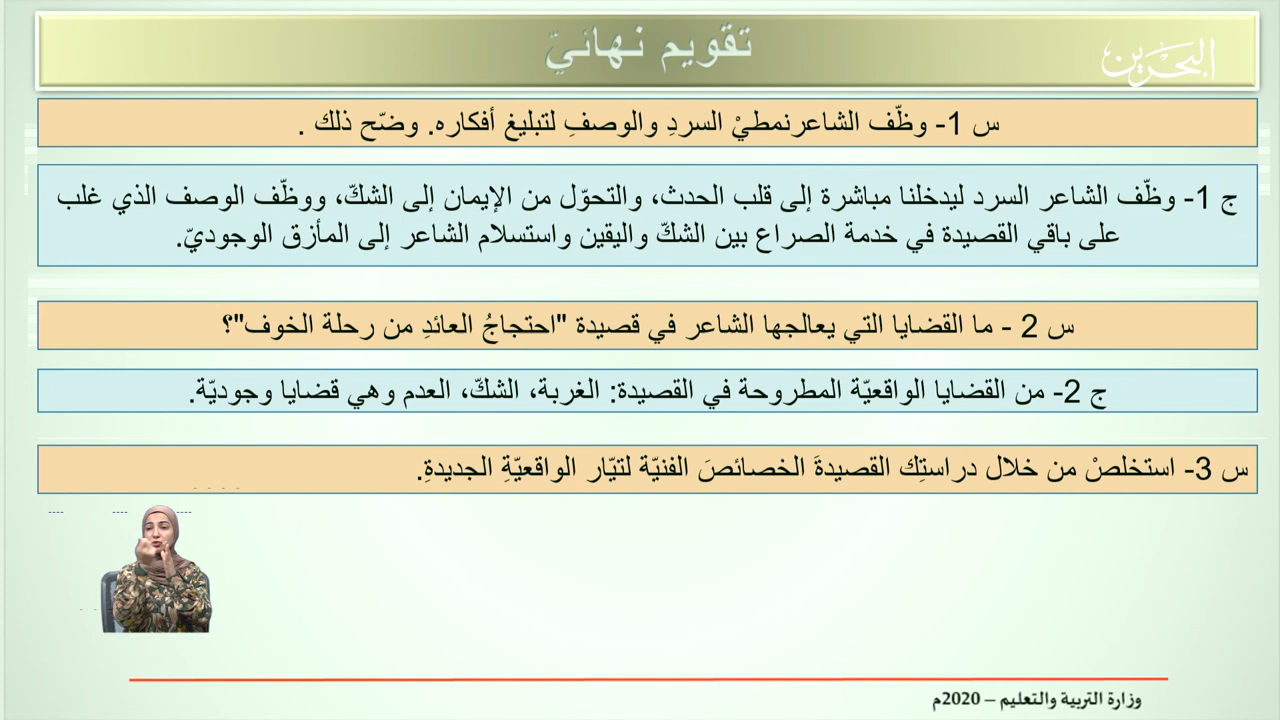 تقويم نهائيّ
البحرين
س 1- وظّف الشاعرنمطيْ السردِ والوصفِ لتبليغ أفكاره. وضّح ذلك .
ج 1- وظّف الشاعر السرد ليدخلنا مباشرة إلى قلب الحدث، والتحوّل من الإيمان إلى الشكّ، ووظّف الوصف الذي غلب
على باقي القصيدة في خدمة الصراع بين الشكّ واليقين واستسلام الشاعر إلى المأزق الوجوديّ.
س 2 - ما القضايا التي يعالجها الشاعر في قصيدة "احتجاجُ العائدِ من رحلة الخوف"؟
ج 2- من القضايا الواقعيّة المطروحة في القصيدة: الغربة، الشكّ، العدم وهي قضايا وجوديّة.
س 3- استخلصْ من خلال دراستِك القصيدةَ الخصائصَ الفنيّة لتيّار الواقعيّةِ الجديدةِ.
وزارة التربية والتعليم – 2020م